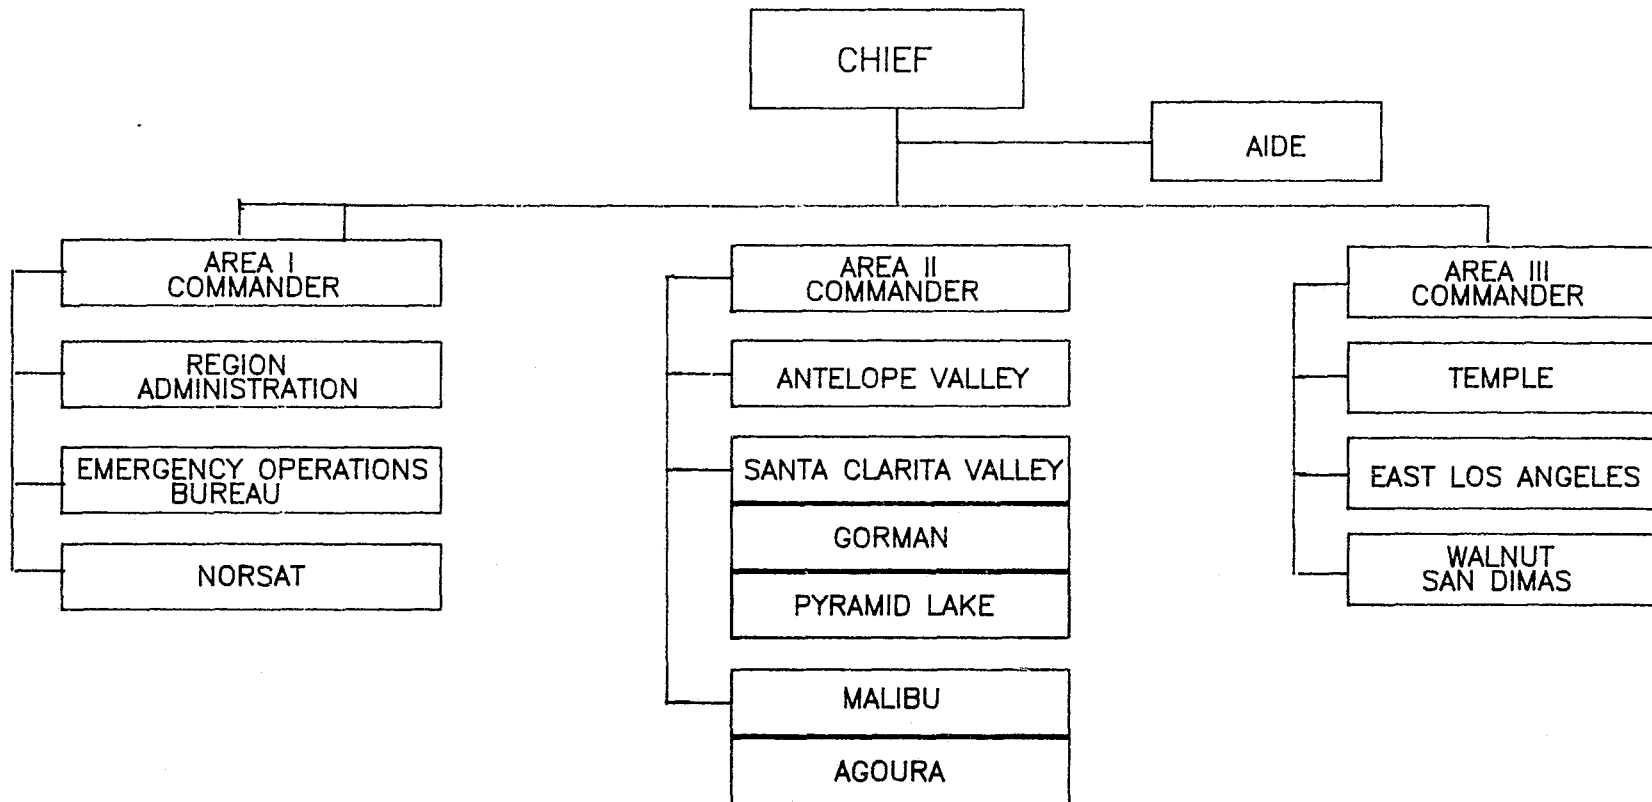 CHIEF
AIDE
AREA I
COMMANDER
REGION
ADMINISTRATION
EMERGENCY OPERATIONS
BUREAU
NORSAT
AREA II
COMMANDER
ANTELOPE VALLEY
SANTA CLARITA VALLEY
GORMAN
PYRAMID LAKE
MALIBU
AGOURA
AREA III
COMMANDER
TEMPLE
EAST LOS ANGELES
WALNUT
SAN DIMAS